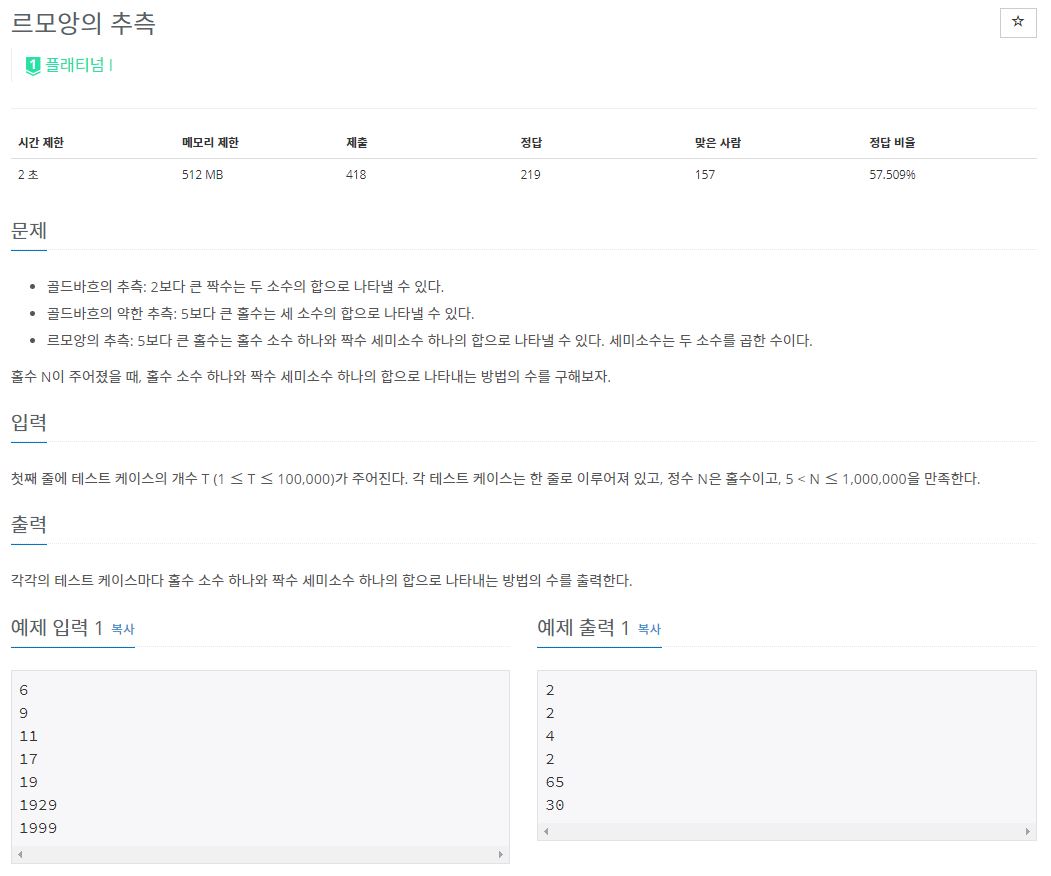 르모앙의 추측
☆
1 플래티넘 I
시간 제한 메모리 제한 제출 정답 맞은 사람 정답 비율
2 초 512 MB 418 219 157 57.509%
문제
• 골드바흐의 추측: 2보다 큰 짝수는 두 소수의 합으로 나타낼 수 있다.
• 골드바흐의 약한 추측: 5보다 큰 홀수는 세 소수의 합으로 나타낼 수 있다.
• 르모앙의 추측: 5보다 큰 홀수는 홀수 소수 하나와 짝수 세미소수 하나의 합으로 나타낼 수 있다. 세미소수는 두 소수를 곱한 수이다.
홀수 N이 주어졌을 때, 홀수 소수 하나와 짝수 세미소수 하나의 합으로 나타내는 방법의 수를 구해보자.
입력
첫째 줄에 테스트 케이스의 개수 T (1 ≤ T ≤ 100,000)가 주어진다. 각 테스트 케이스는 한 줄로 이루어져 있고, 정수 N은 홀수이고, 5 < N ≤ 1,000,000을 만족한다.
출력
각각의 테스트 케이스마다 홀수 소수 하나와 짝수 세미소수 하나의 합으로 나타내는 방법의 수를 출력한다.
예제 입력 1 복사
6
9
11
17
19
1929
1999
예제 출력 1 복사
2
2
4
2
65
30